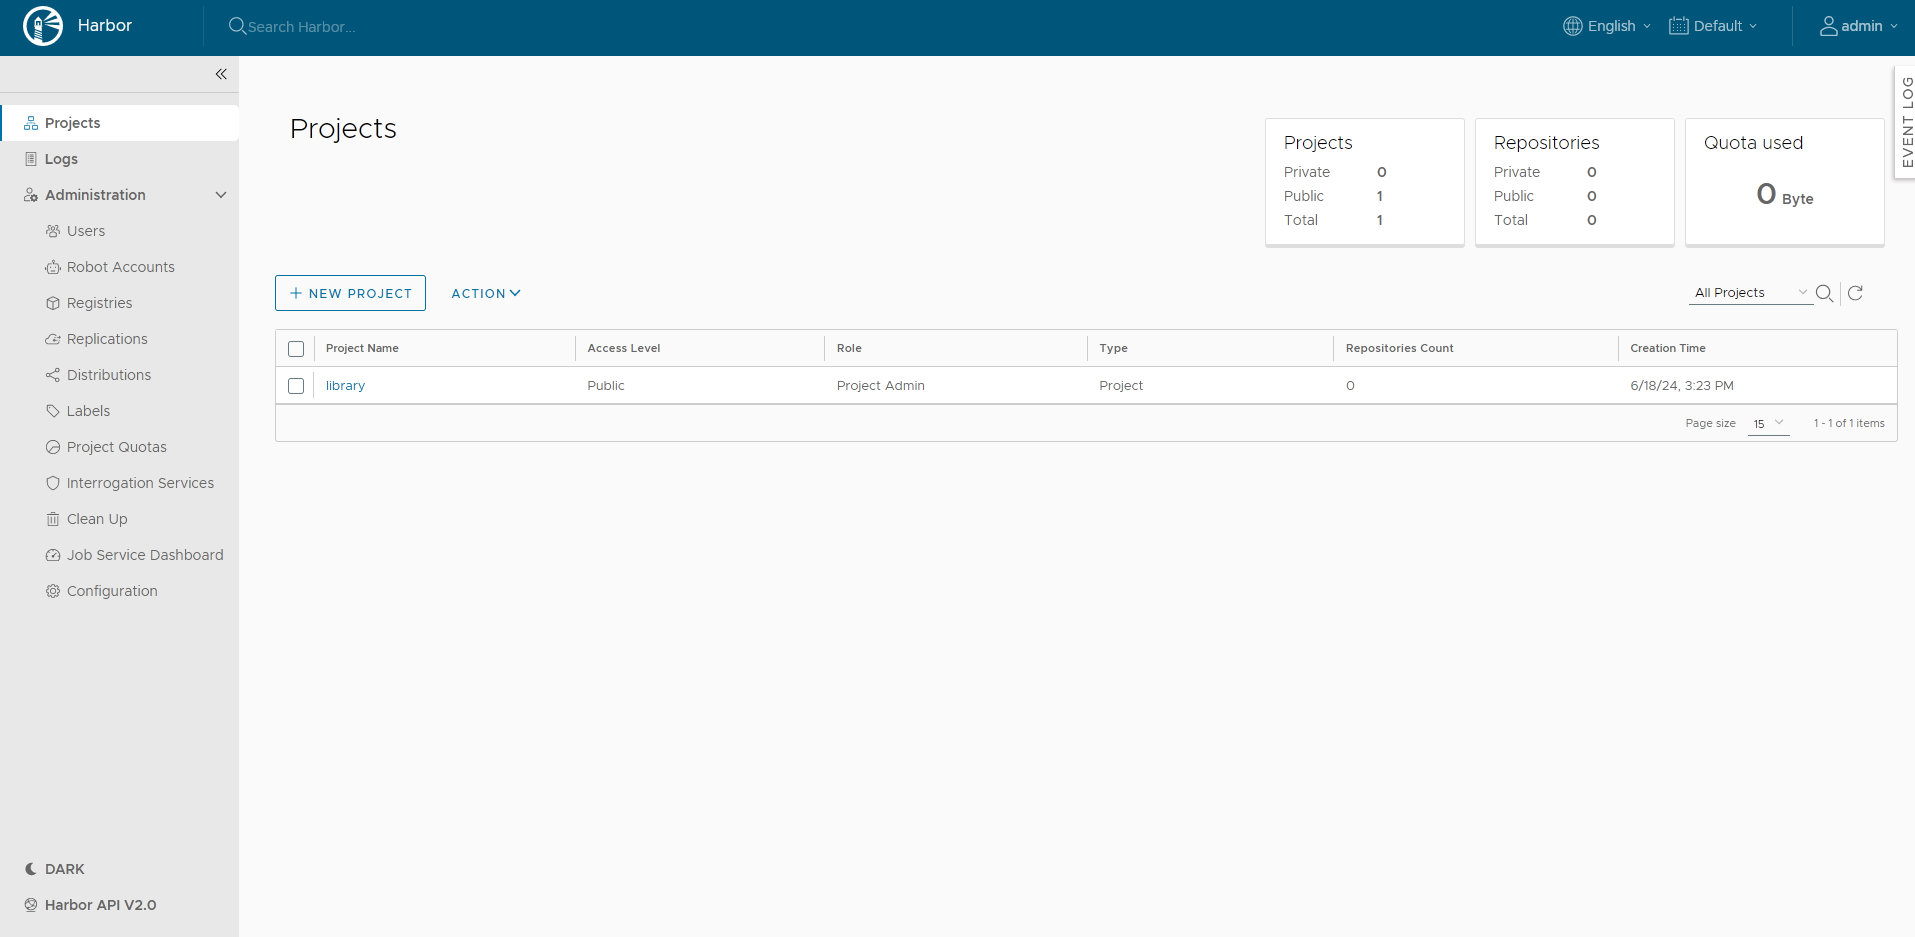 Harbor
Search Harbor...
English
Default
admin
EVENT LOG
Projects
Logs
Administration
Users
Robot Accounts
Registries
Replications
Distributions
Labels
Project Quotas
Interrogation Services
Clean Up
Job Service Dashboard
Configuration
DARK
Harbor API V2.0
Projects
Projects
Private 0
Public 1
Total 1
Repositories
Private 0
Public 0
Total 0
Quota used
0 Byte
NEW PROJECT
ACTION
All Projects
Project Name Access Level Role Type Repositories Count Creation Time
library Public Project Admin Project 0 6/18/24, 3:23 PM
Page size 15 1 - 1 of 1 items